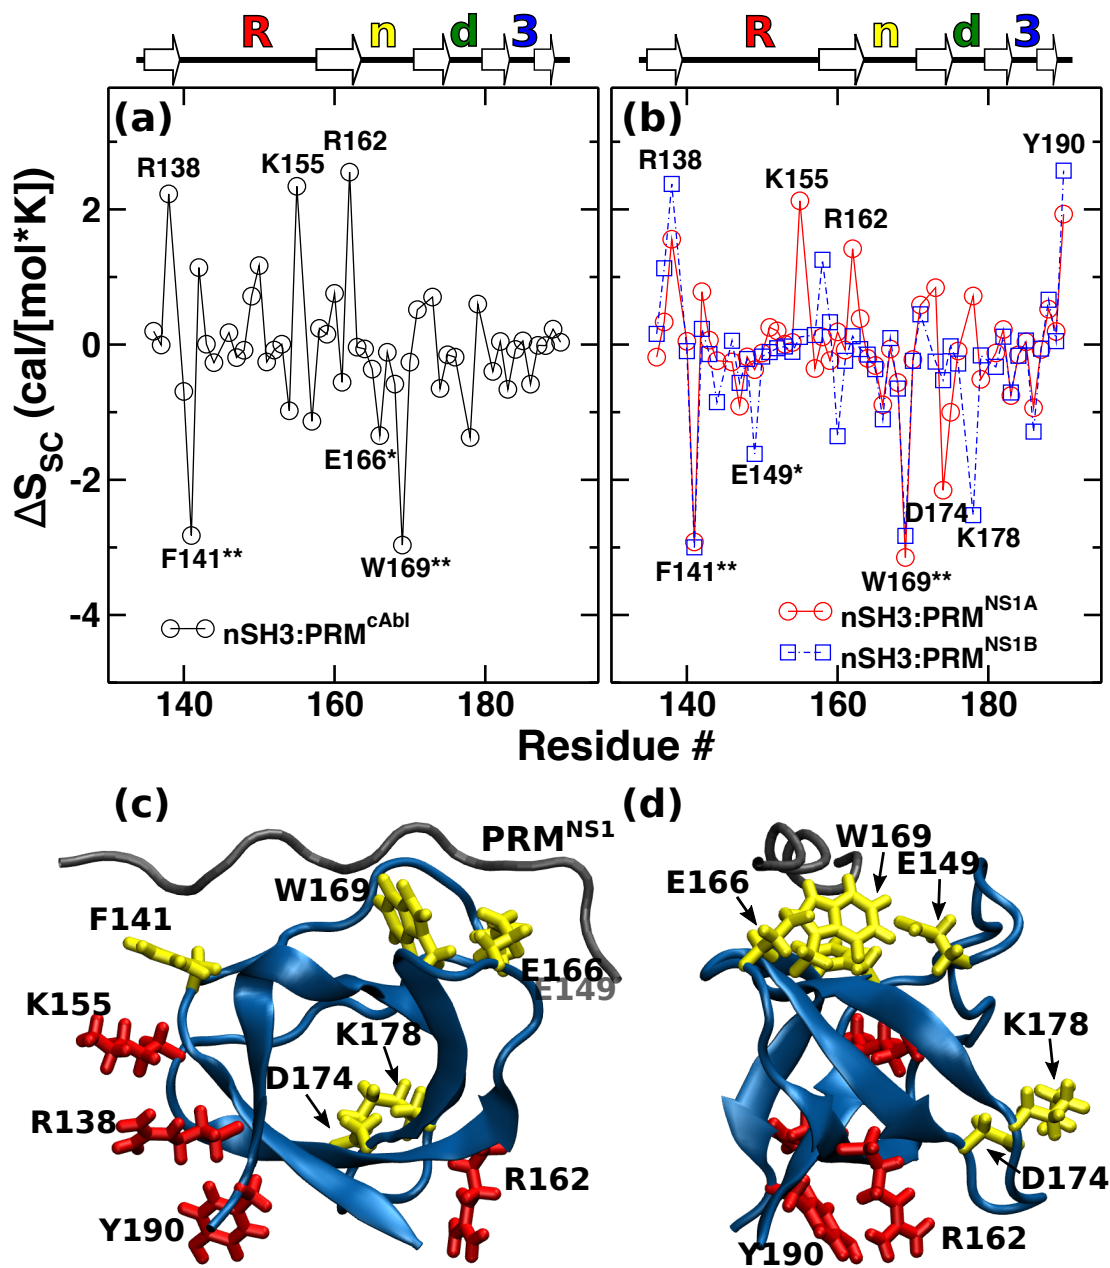 R n d 3 R n d 3
(a) (b)
R138 K155 R162
R138 K155 R162 Y190
ΔS_SC (cal/[mol*K])
2
0
-2
-4
E166*
F141**
W169**
E149*
D174
K178
F141**
W169**
nSH3:PRM^cAbl
nSH3:PRM^NS1A
nSH3:PRM^NS1B
140 160 180 140 160 180
Residue #
(c) (d)
PRM^NS1
W169
F141
E166
E149
K155
K178
D174
R138
R162
Y190
W169
E149
E166
K178
D174
R162
Y190